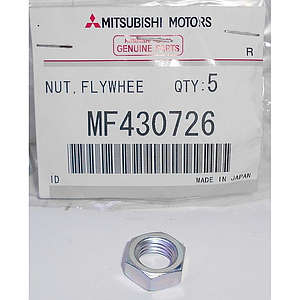 MITSUBISHI MOTORS
GENUINE PARTS
R
NUT, FLYWHEE QTY: 5
MF430726
ID MADE IN JAPAN